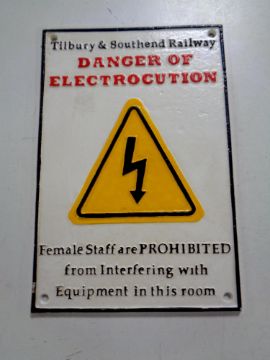 Tilbury & Southend Railway
DANGER OF
ELECTROCUTION
Female Staff are PROHIBITED
from Interfering with
Equipment in this room